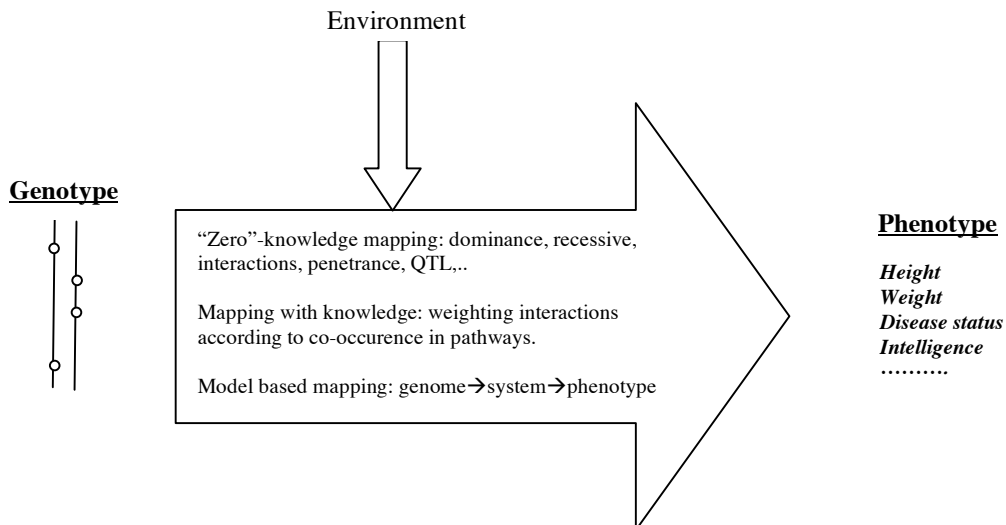 Environment
Genotype
“Zero”-knowledge mapping: dominance, recessive,
interactions, penetrance, QTL,..
Mapping with knowledge: weighting interactions
according to co-occurence in pathways.
Model based mapping: genome→system→phenotype
Phenotype
Height
Weight
Disease status
Intelligence
……….